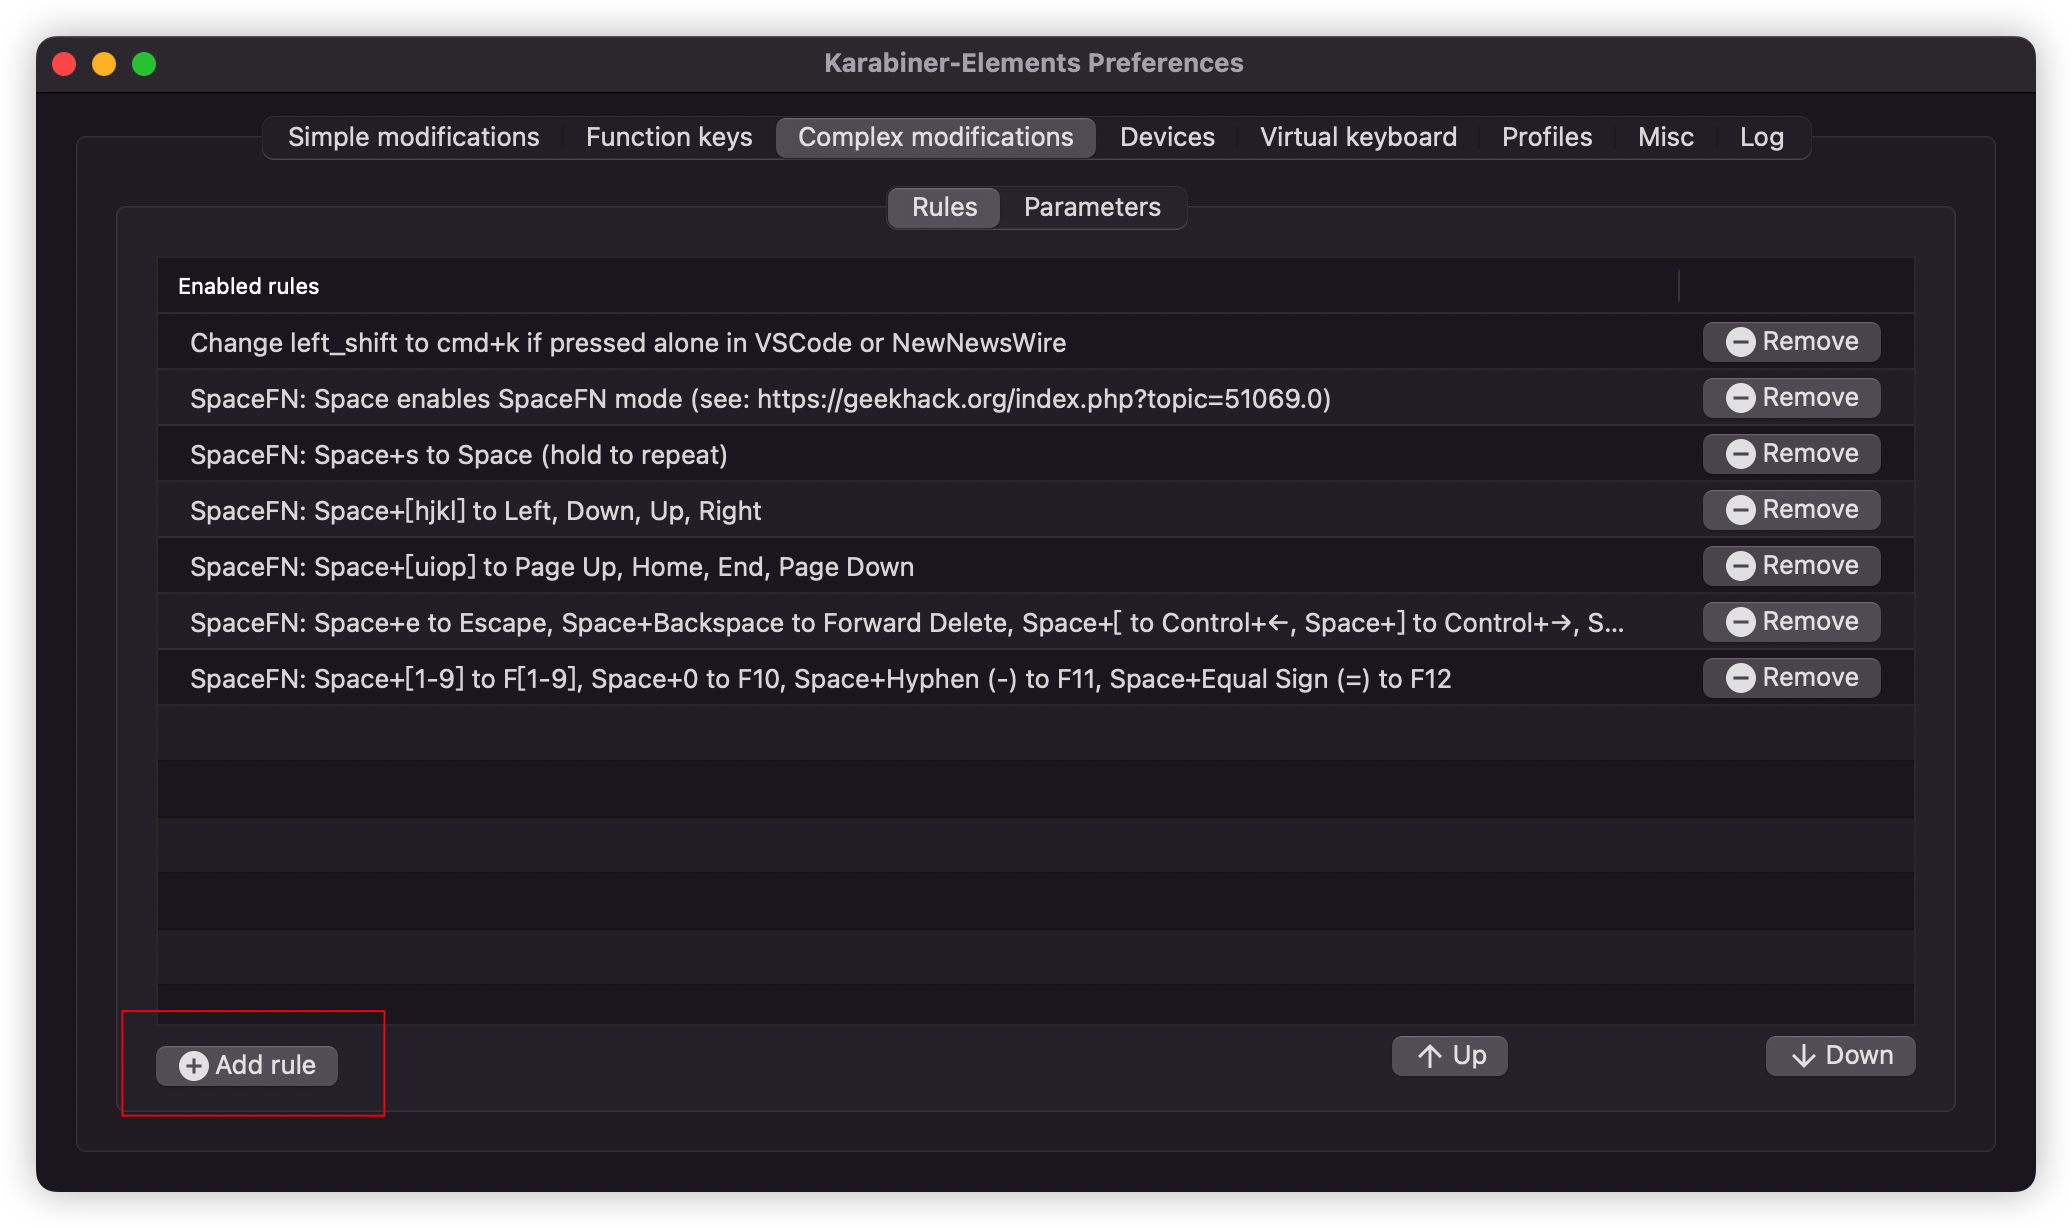 Karabiner-Elements Preferences
Simple modifications Function keys Complex modifications Devices Virtual keyboard Profiles Misc Log
Rules Parameters
Enabled rules
Change left_shift to cmd+k if pressed alone in VSCode or NewNewsWire Remove
SpaceFN: Space enables SpaceFN mode (see: https://geekhack.org/index.php?topic=51069.0) Remove
SpaceFN: Space+s to Space (hold to repeat) Remove
SpaceFN: Space+[hjkl] to Left, Down, Up, Right Remove
SpaceFN: Space+[uiop] to Page Up, Home, End, Page Down Remove
SpaceFN: Space+e to Escape, Space+Backspace to Forward Delete, Space+[ to Control+←, Space+] to Control+→, S... Remove
SpaceFN: Space+[1-9] to F[1-9], Space+0 to F10, Space+Hyphen (-) to F11, Space+Equal Sign (=) to F12 Remove
Add rule ↑ Up ↓ Down